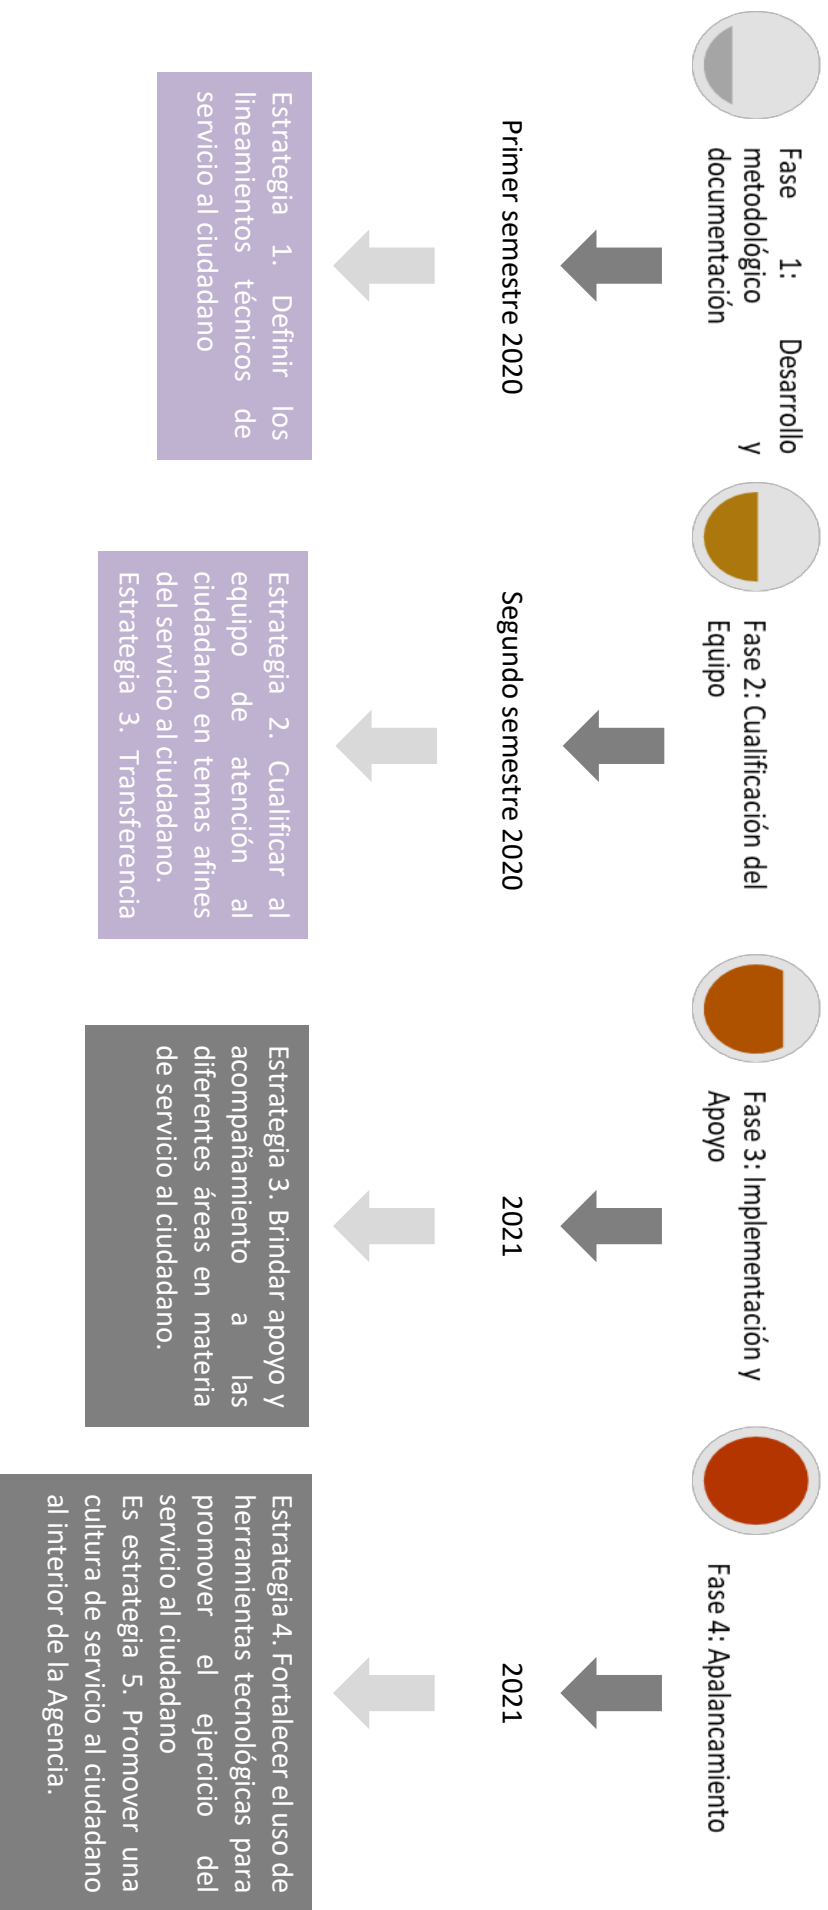 Fase 1: Desarrollo
metodológico y
documentación
Primer semestre 2020
Estrategia 1. Definir los
lineamientos técnicos de
servicio al ciudadano
Fase 2: Cualificación del
Equipo
Segundo semestre 2020
Estrategia 2. Cualificar al
equipo de atención al
ciudadano en temas afines
del servicio al ciudadano.
Estrategia 3. Transferencia
Fase 3: Implementación y
Apoyo
2021
Estrategia 3. Brindar apoyo y
acompañamiento a las
diferentes áreas en materia
de servicio al ciudadano.
Fase 4: Apalancamiento
2021
Estrategia 4. Fortalecer el uso de
herramientas tecnológicas para
promover el ejercicio del
servicio al ciudadano
Es estrategia 5. Promover una
cultura de servicio al ciudadano
al interior de la Agencia.